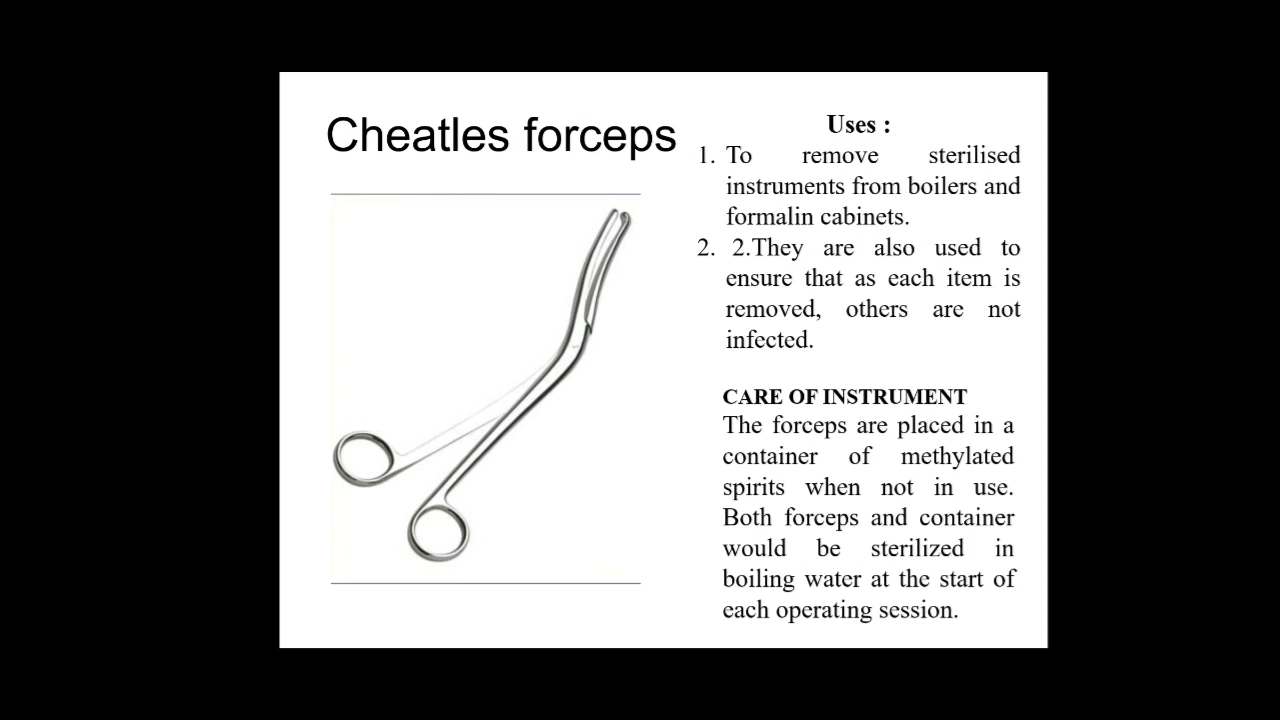 Cheatles forceps
Uses :
1. To remove sterilised
instruments from boilers and
formalin cabinets.
2. 2.They are also used to
ensure that as each item is
removed, others are not
infected.
CARE OF INSTRUMENT
The forceps are placed in a
container of methylated
spirits when not in use.
Both forceps and container
would be sterilized in
boiling water at the start of
each operating session.